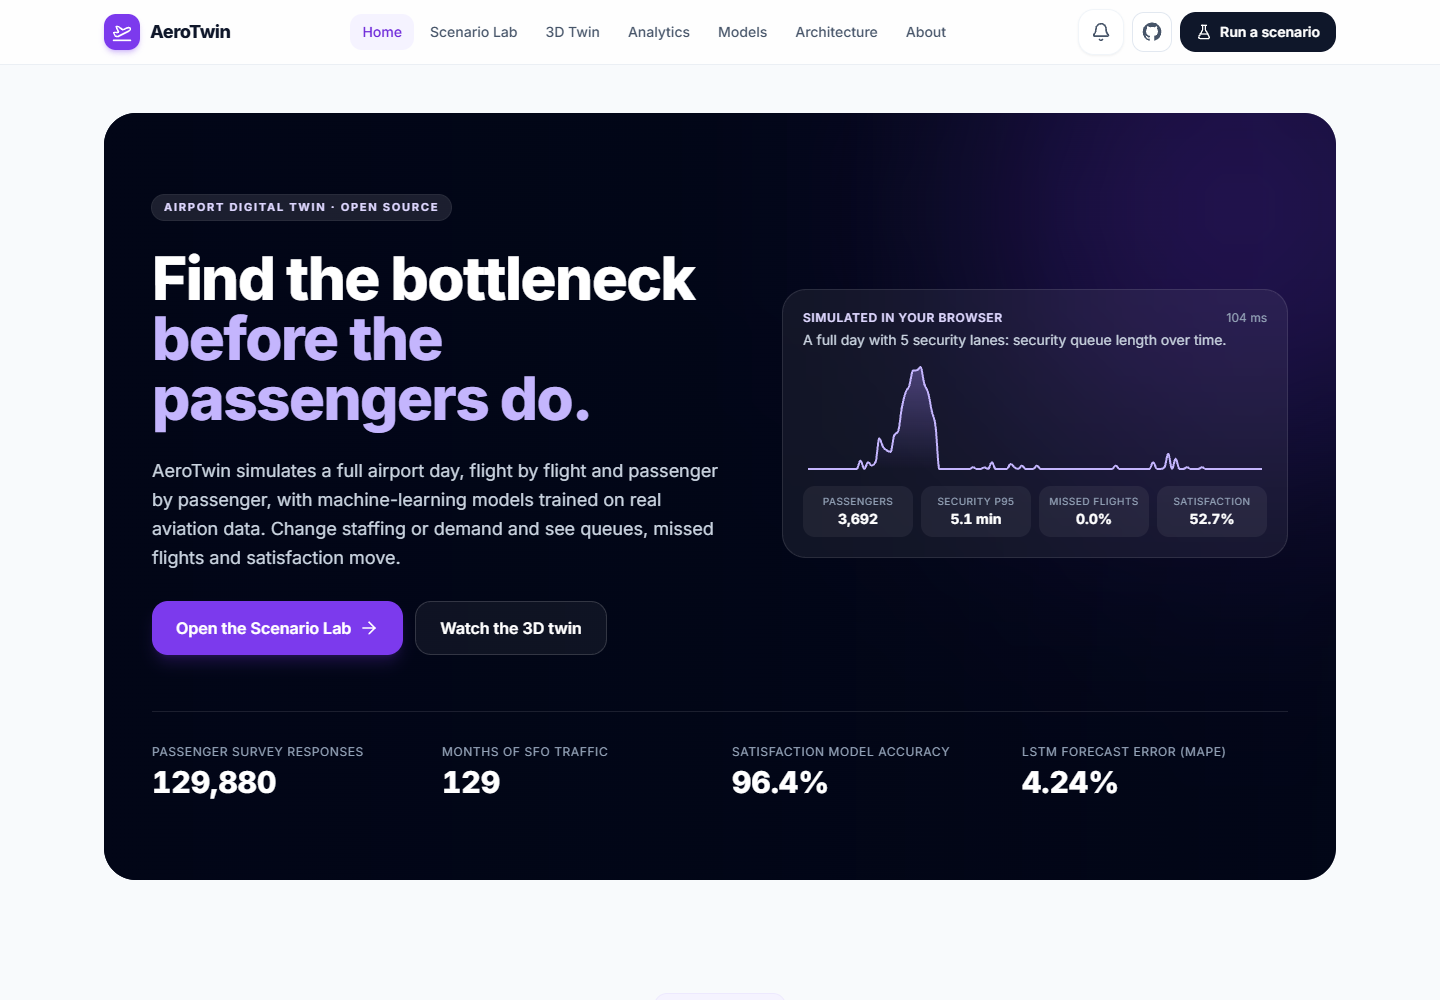 AeroTwin
Home
Scenario Lab
3D Twin
Analytics
Models
Architecture
About
Run a scenario
AIRPORT DIGITAL TWIN · OPEN SOURCE
Find the bottleneck
before the
passengers do.
AeroTwin simulates a full airport day, flight by flight and passenger
by passenger, with machine-learning models trained on real
aviation data. Change staffing or demand and see queues, missed
flights and satisfaction move.
Open the Scenario Lab
Watch the 3D twin
SIMULATED IN YOUR BROWSER
104 ms
A full day with 5 security lanes: security queue length over time.
PASSENGERS
3,692
SECURITY P95
5.1 min
MISSED FLIGHTS
0.0%
SATISFACTION
52.7%
PASSENGER SURVEY RESPONSES
129,880
MONTHS OF SFO TRAFFIC
129
SATISFACTION MODEL ACCURACY
96.4%
LSTM FORECAST ERROR (MAPE)
4.24%